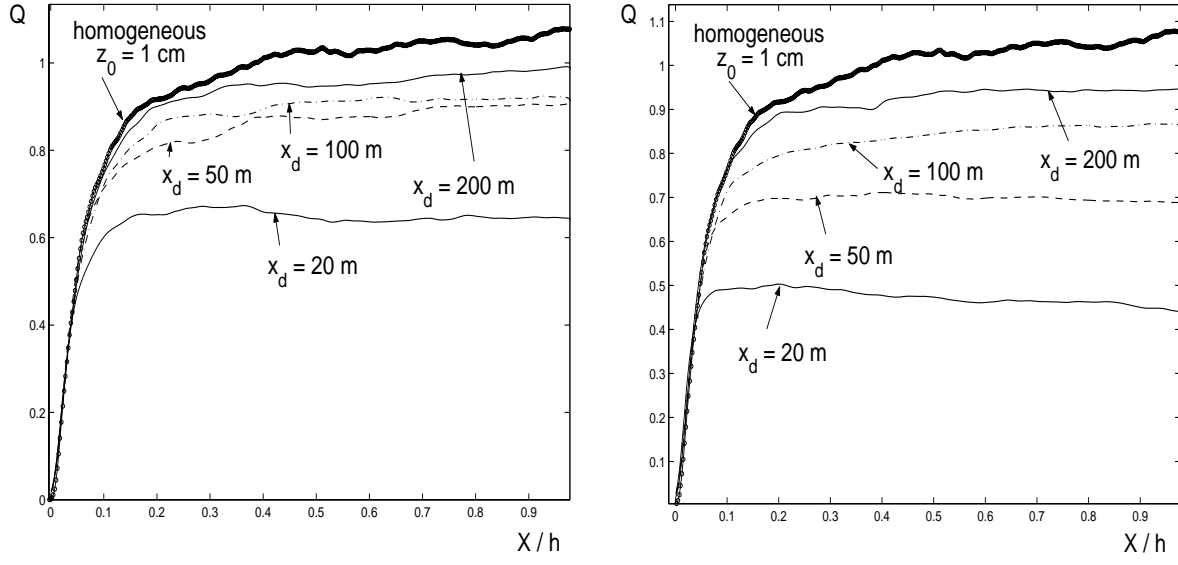 Q
homogeneous
z0 = 1 cm
1
0.8
0.6
0.4
0.2
0
xd = 100 m
xd = 50 m
xd = 200 m
xd = 20 m
0 0.1 0.2 0.3 0.4 0.5 0.6 0.7 0.8 0.9
X / h
Q
1.1
homogeneous
z0 = 1 cm
1
0.9
0.8
0.7
0.6
0.5
0.4
0.3
0.2
0.1
xd = 200 m
xd = 100 m
xd = 50 m
xd = 20 m
0 0.1 0.2 0.3 0.4 0.5 0.6 0.7 0.8 0.9
X / h